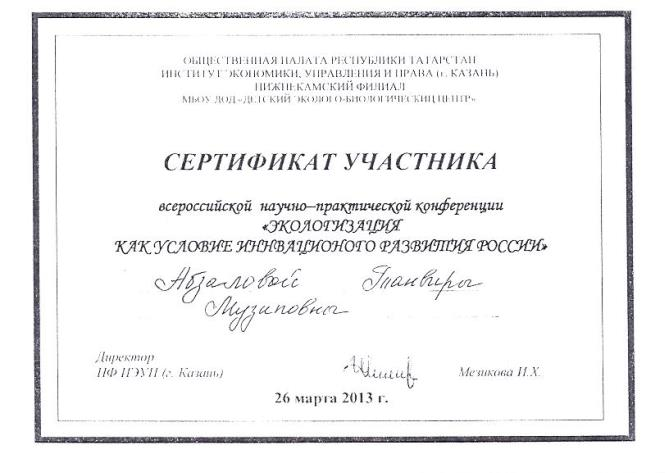 ОБЩЕСТВЕННАЯ ПАЛАТА РЕСПУБЛИКИ ТАТАРСТАН
ИНСТИТУТ ЭКОНОМИКИ, УПРАВЛЕНИЯ И ПРАВА (г. КАЗАНЬ)
НИЖНЕКАМСКИЙ ФИЛИАЛ
МБОУ ДОД «ДЕТСКИЙ ЭКОЛОГО-БИОЛОГИЧЕСКИЦ ЦЕНТР»
СЕРТИФИКАТ УЧАСТНИКА
всероссийской научно–практической конференции
«ЭКОЛОГИЗАЦИЯ
КАК УСЛОВИЕ ИННВАЦИОНОГО РАЗВИТИЯ РОССИИ»
Абзаловой Танвиры
Музиповны
Директор
НФ ИЭУП (г. Казань) Мезикова И.Х.
26 марта 2013 г.